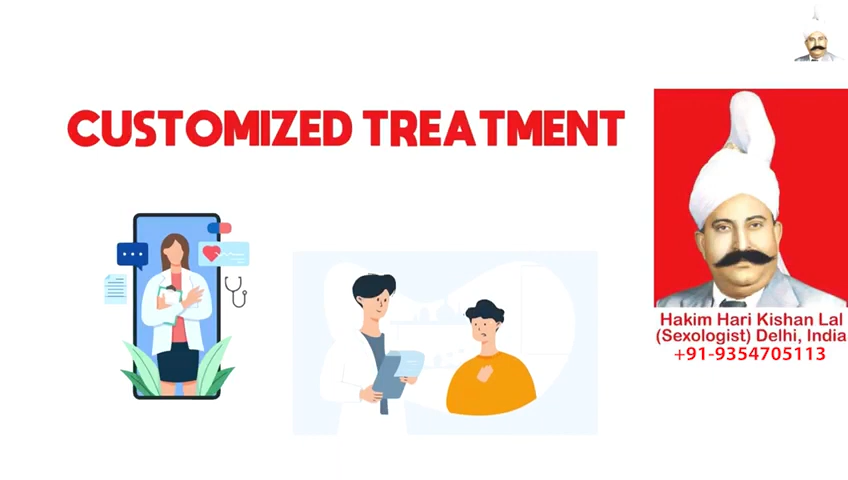 CUSTOMIZED TREATMENT
Hakim Hari Kishan Lal
(Sexologist) Delhi, India
+91-9354705113